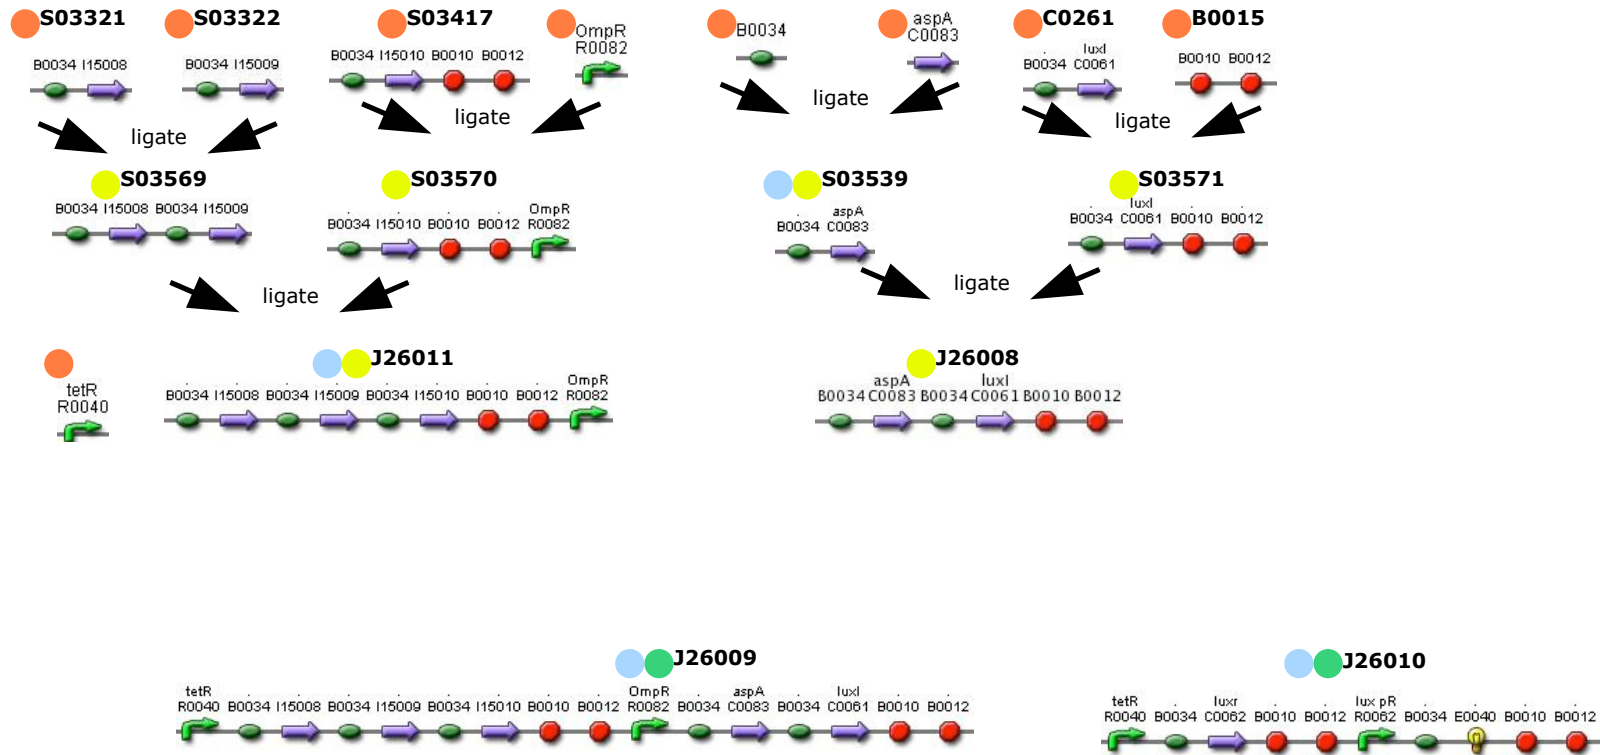 S03321
S03322
S03417
OmpR
R0082
B0034
aspA
C0083
C0261
B0015
B0034 I15008
B0034 I15009
B0034 I15010 B0010 B0012
luxI
B0034 C0061
B0010 B0012
ligate
ligate
ligate
ligate
S03569
S03570
S03539
S03571
B0034 I15008 B0034 I15009
OmpR
B0034 I15010 B0010 B0012 R0082
aspA
B0034 C0083
luxI
B0034 C0061 B0010 B0012
ligate
ligate
J26011
J26008
tetR
R0040
OmpR
B0034 I15008 B0034 I15009 B0034 I15010 B0010 B0012 R0082
aspA luxI
B0034 C0083 B0034 C0061 B0010 B0012
J26009
J26010
tetR OmpR aspA luxI
R0040 B0034 I15008 B0034 I15009 B0034 I15010 B0010 B0012 R0082 B0034 C0083 B0034 C0061 B0010 B0012
tetR luxr lux pR
R0040 B0034 C0062 B0010 B0012 R0062 B0034 E0040 B0010 B0012